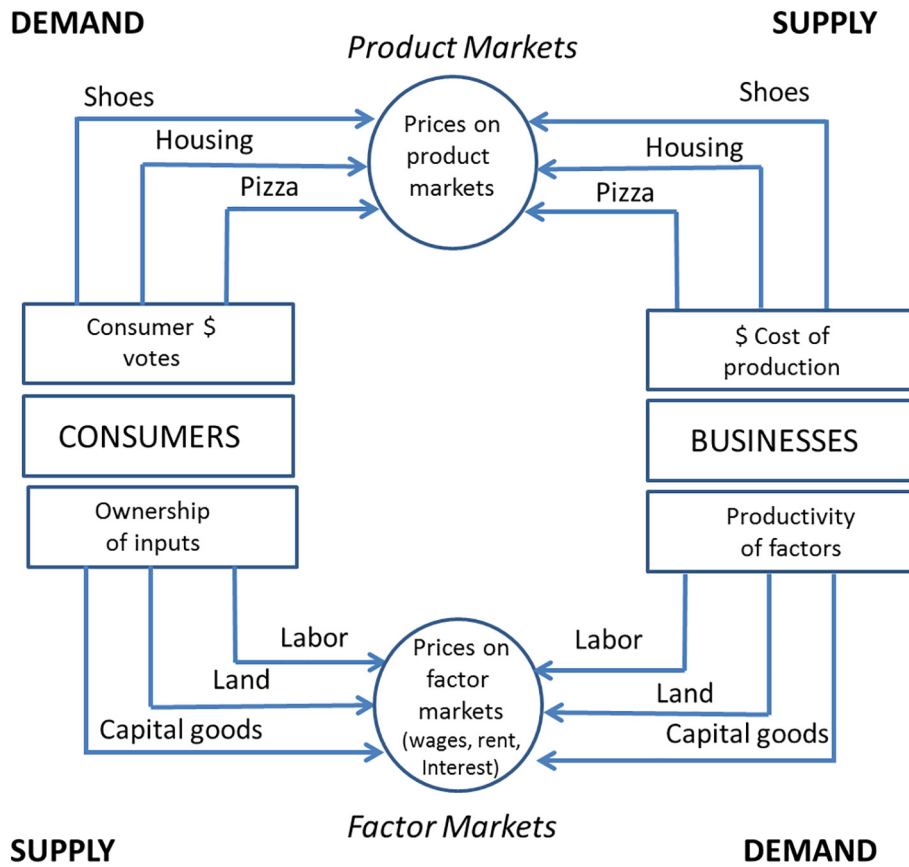 DEMAND
SUPPLY
Product Markets
Shoes
Housing
Pizza
Prices on
product
markets
Shoes
Housing
Pizza
Consumer $
votes
$ Cost of
production
CONSUMERS
BUSINESSES
Ownership
of inputs
Productivity
of factors
Labor
Land
Capital goods
Prices on
factor
markets
(wages, rent,
Interest)
Labor
Land
Capital goods
Factor Markets
SUPPLY
DEMAND